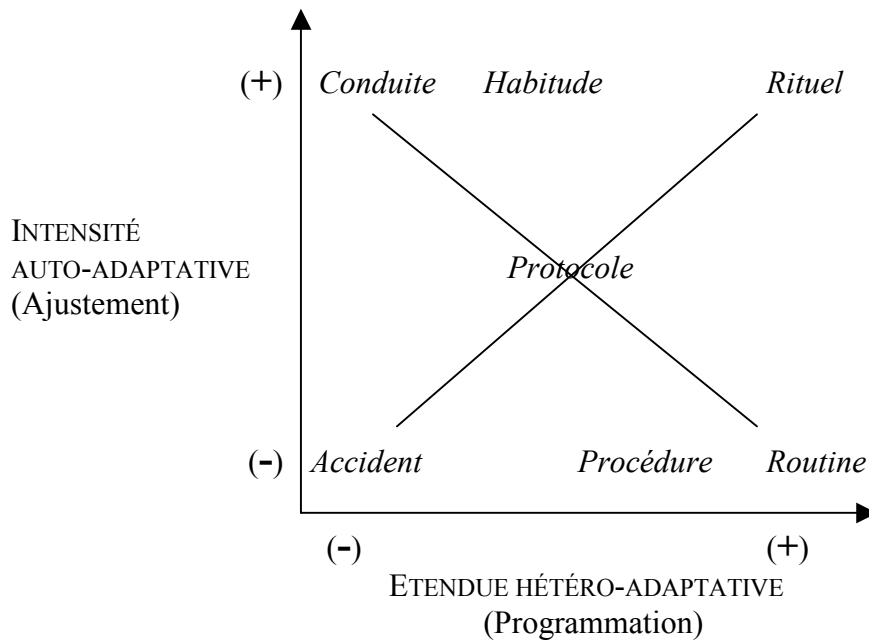 (+) Conduite Habitude Rituel
INTENSITÉ
AUTO-ADAPTATIVE
(Ajustement)
Protocole
(-) Accident Procédure Routine
(-) (+)
ETENDUE HÉTÉRO-ADAPTATIVE
(Programmation)